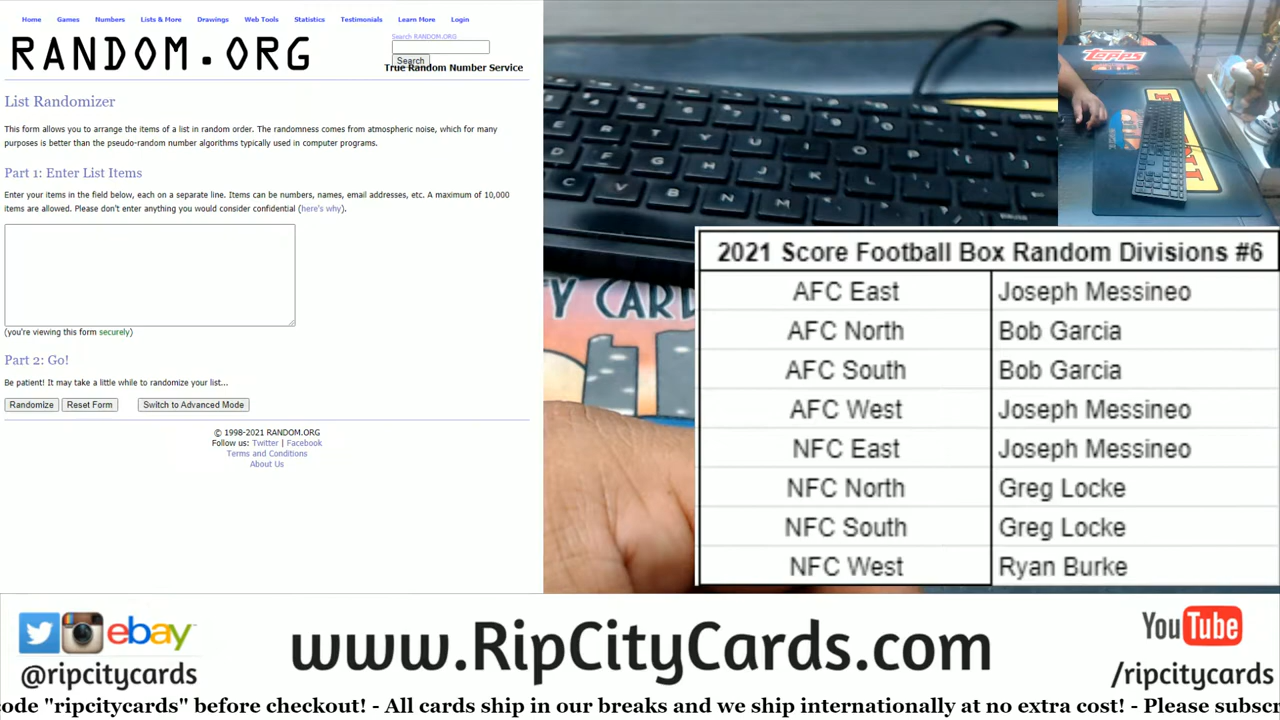 Home Games Numbers Lists & More Drawings Web Tools Statistics Testimonials Learn More Login
RANDOM.ORG
Search RANDOM.ORG
Search
True Random Number Service
List Randomizer
This form allows you to arrange the items of a list in random order. The randomness comes from atmospheric noise, which for many
purposes is better than the pseudo-random number algorithms typically used in computer programs.
Part 1: Enter List Items
Enter your items in the field below, each on a separate line. Items can be numbers, names, email addresses, etc. A maximum of 10,000
items are allowed. Please don't enter anything you would consider confidential (here's why).
(you're viewing this form securely)
Part 2: Go!
Be patient! It may take a little while to randomize your list...
Randomize Reset Form Switch to Advanced Mode
© 1998-2021 RANDOM.ORG
Follow us: Twitter | Facebook
Terms and Conditions
About Us
TOPPS
2021 Score Football Box Random Divisions #6
AFC East Joseph Messineo
AFC North Bob Garcia
AFC South Bob Garcia
AFC West Joseph Messineo
NFC East Joseph Messineo
NFC North Greg Locke
NFC South Greg Locke
NFC West Ryan Burke
ebay
@ripcitycards
www.RipCityCards.com
YouTube
/ripcitycards
ode "ripcitycards" before checkout! - All cards ship in our breaks and we ship internationally at no extra cost! - Please subsc